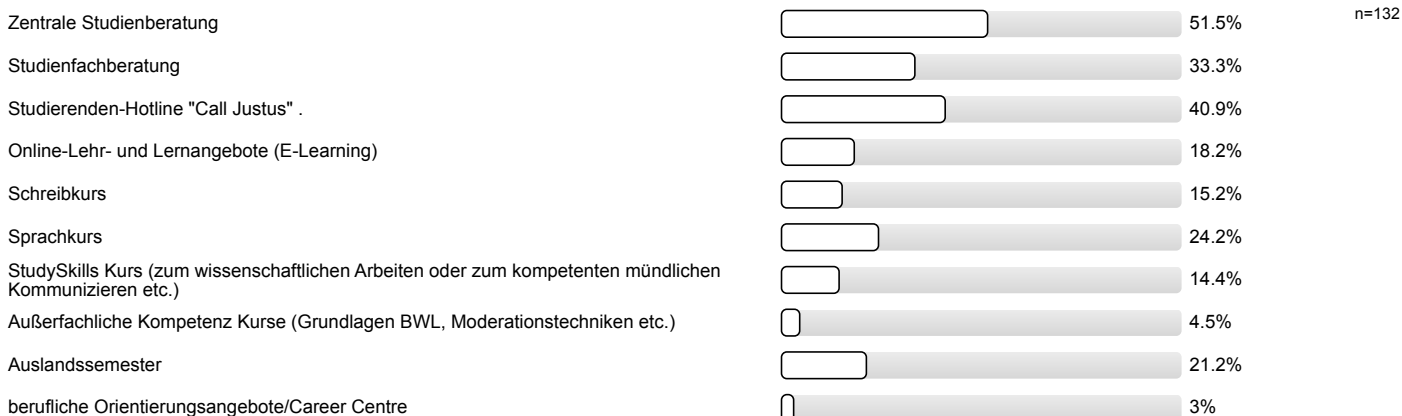 Zentrale Studienberatung 51.5% n=132
Studienfachberatung 33.3%
Studierenden-Hotline "Call Justus" . 40.9%
Online-Lehr- und Lernangebote (E-Learning) 18.2%
Schreibkurs 15.2%
Sprachkurs 24.2%
StudySkills Kurs (zum wissenschaftlichen Arbeiten oder zum kompetenten mündlichen
Kommunizieren etc.) 14.4%
Außerfachliche Kompetenz Kurse (Grundlagen BWL, Moderationstechniken etc.) 4.5%
Auslandssemester 21.2%
berufliche Orientierungsangebote/Career Centre 3%